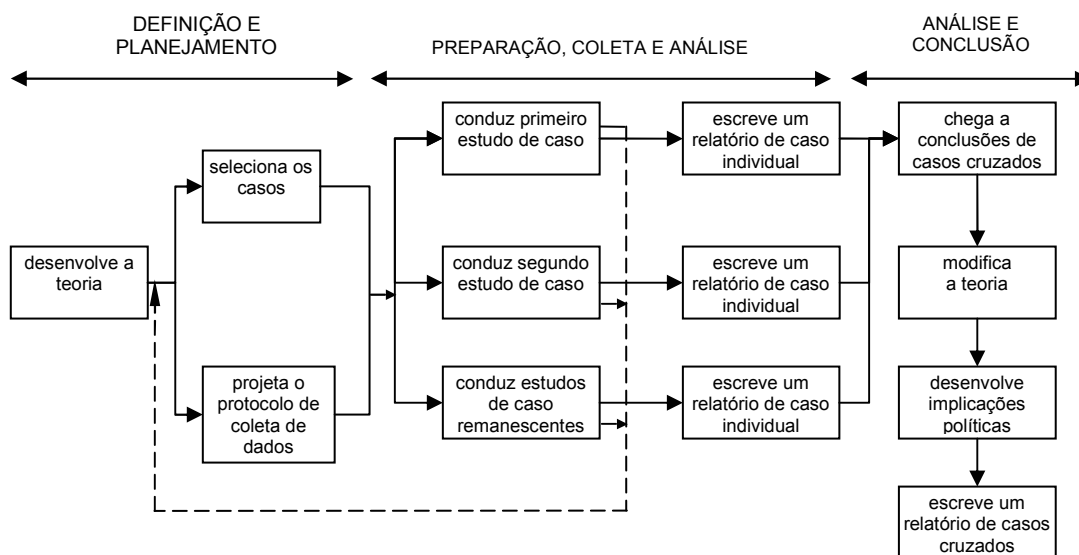 DEFINIÇÃO E
PLANEJAMENTO
PREPARAÇÃO, COLETA E ANÁLISE
ANÁLISE E
CONCLUSÃO
desenvolve a
teoria
seleciona os
casos
projeta o
protocolo de
coleta de
dados
conduz primeiro
estudo de caso
conduz segundo
estudo de caso
conduz estudos
de caso
remanescentes
escreve um
relatório de caso
individual
escreve um
relatório de caso
individual
escreve um
relatório de caso
individual
chega a
conclusões de
casos cruzados
modifica
a teoria
desenvolve
implicações
políticas
escreve um
relatório de casos
cruzados